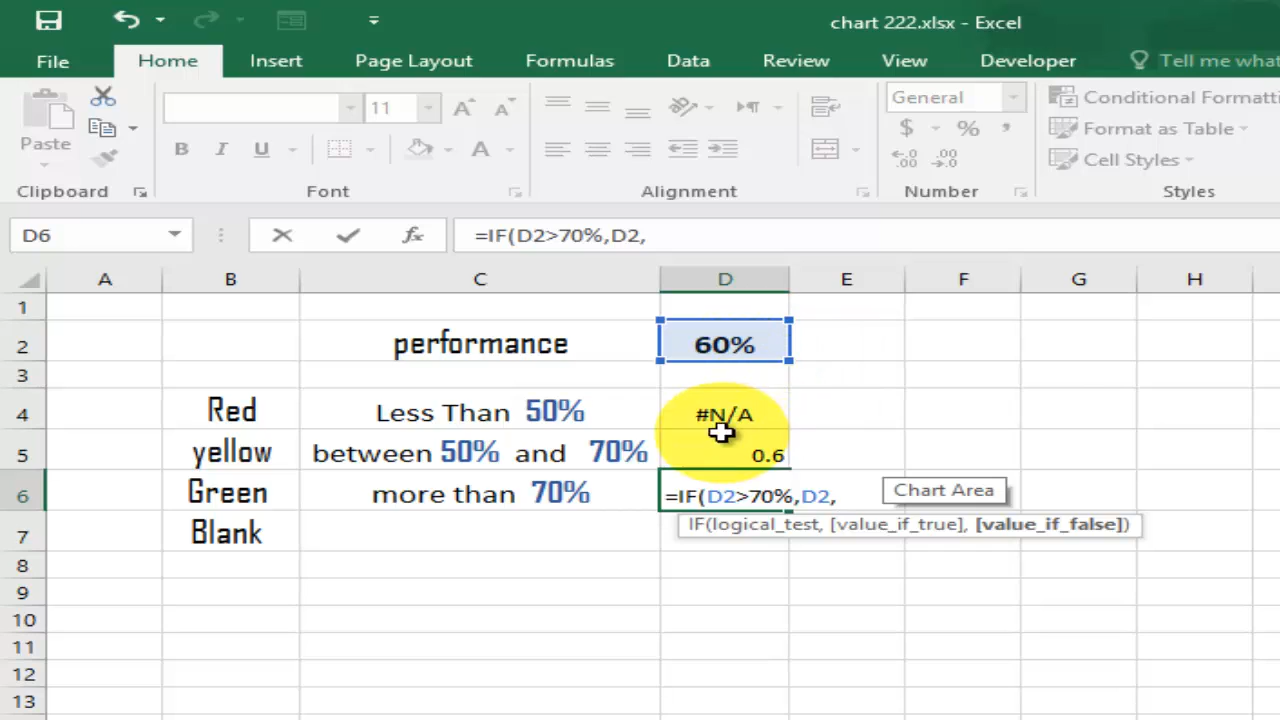 chart 222.xlsx - Excel
File Home Insert Page Layout Formulas Data Review View Developer Tell me what
11 General Conditional Formatti
Paste B I U A $ % Format as Table
Cell Styles
Clipboard Font Alignment Number Styles
D6 fx =IF(D2>70%,D2,
A B C D E F G H
1
2 performance 60%
3
4 Red Less Than 50% #N/A
5 yellow between 50% and 70% 0.6
6 Green more than 70% =IF(D2>70%,D2, Chart Area
IF(logical_test, [value_if_true], [value_if_false])
7 Blank
8
9
10
11
12
13